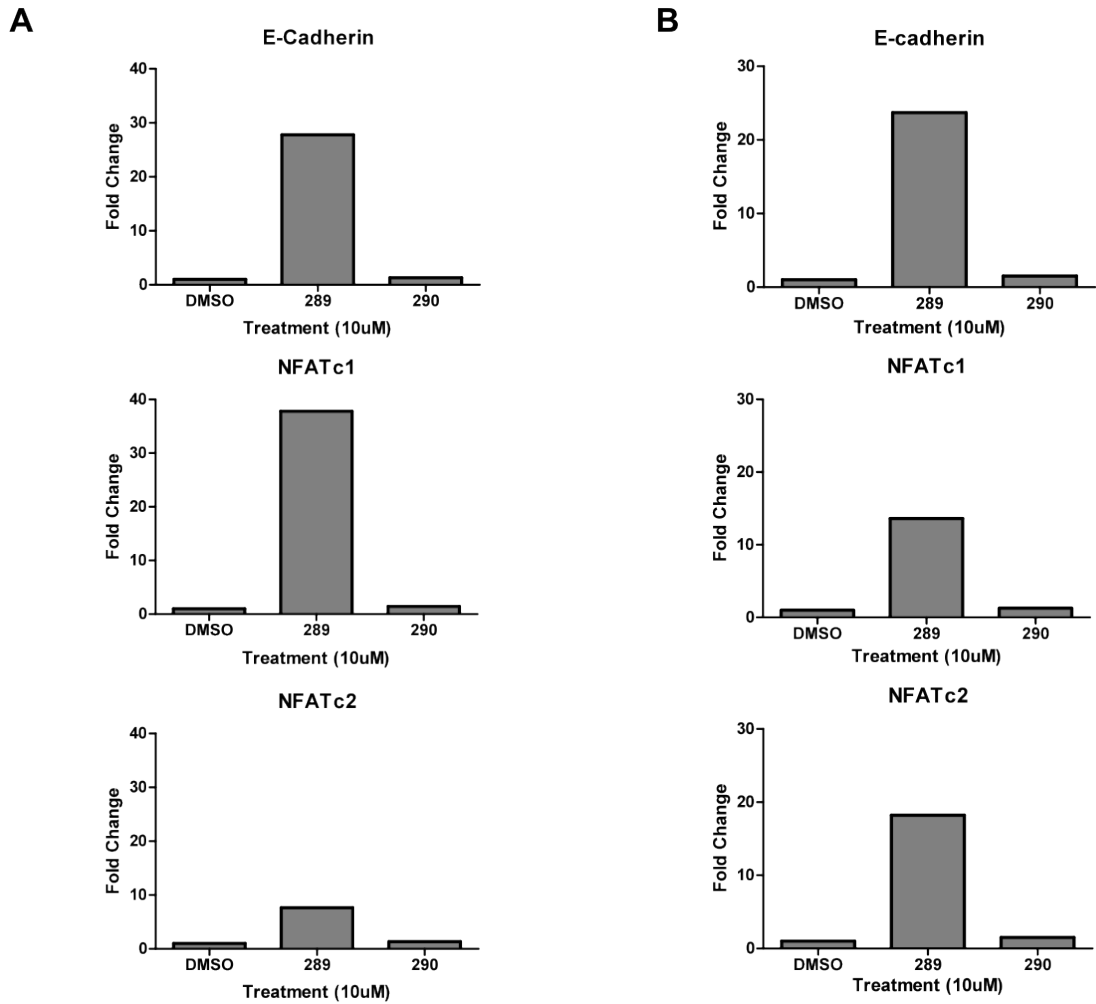 A
E-Cadherin
Fold Change
40
30
20
10
0
DMSO 289 290
Treatment (10uM)
NFATc1
Fold Change
40
30
20
10
0
DMSO 289 290
Treatment (10uM)
NFATc2
Fold Change
40
30
20
10
0
DMSO 289 290
Treatment (10uM)
B
E-cadherin
Fold Change
30
20
10
0
DMSO 289 290
Treatment (10uM)
NFATc1
Fold Change
30
20
10
0
DMSO 289 290
Treatment (10uM)
NFATc2
Fold Change
30
20
10
0
DMSO 289 290
Treatment (10uM)